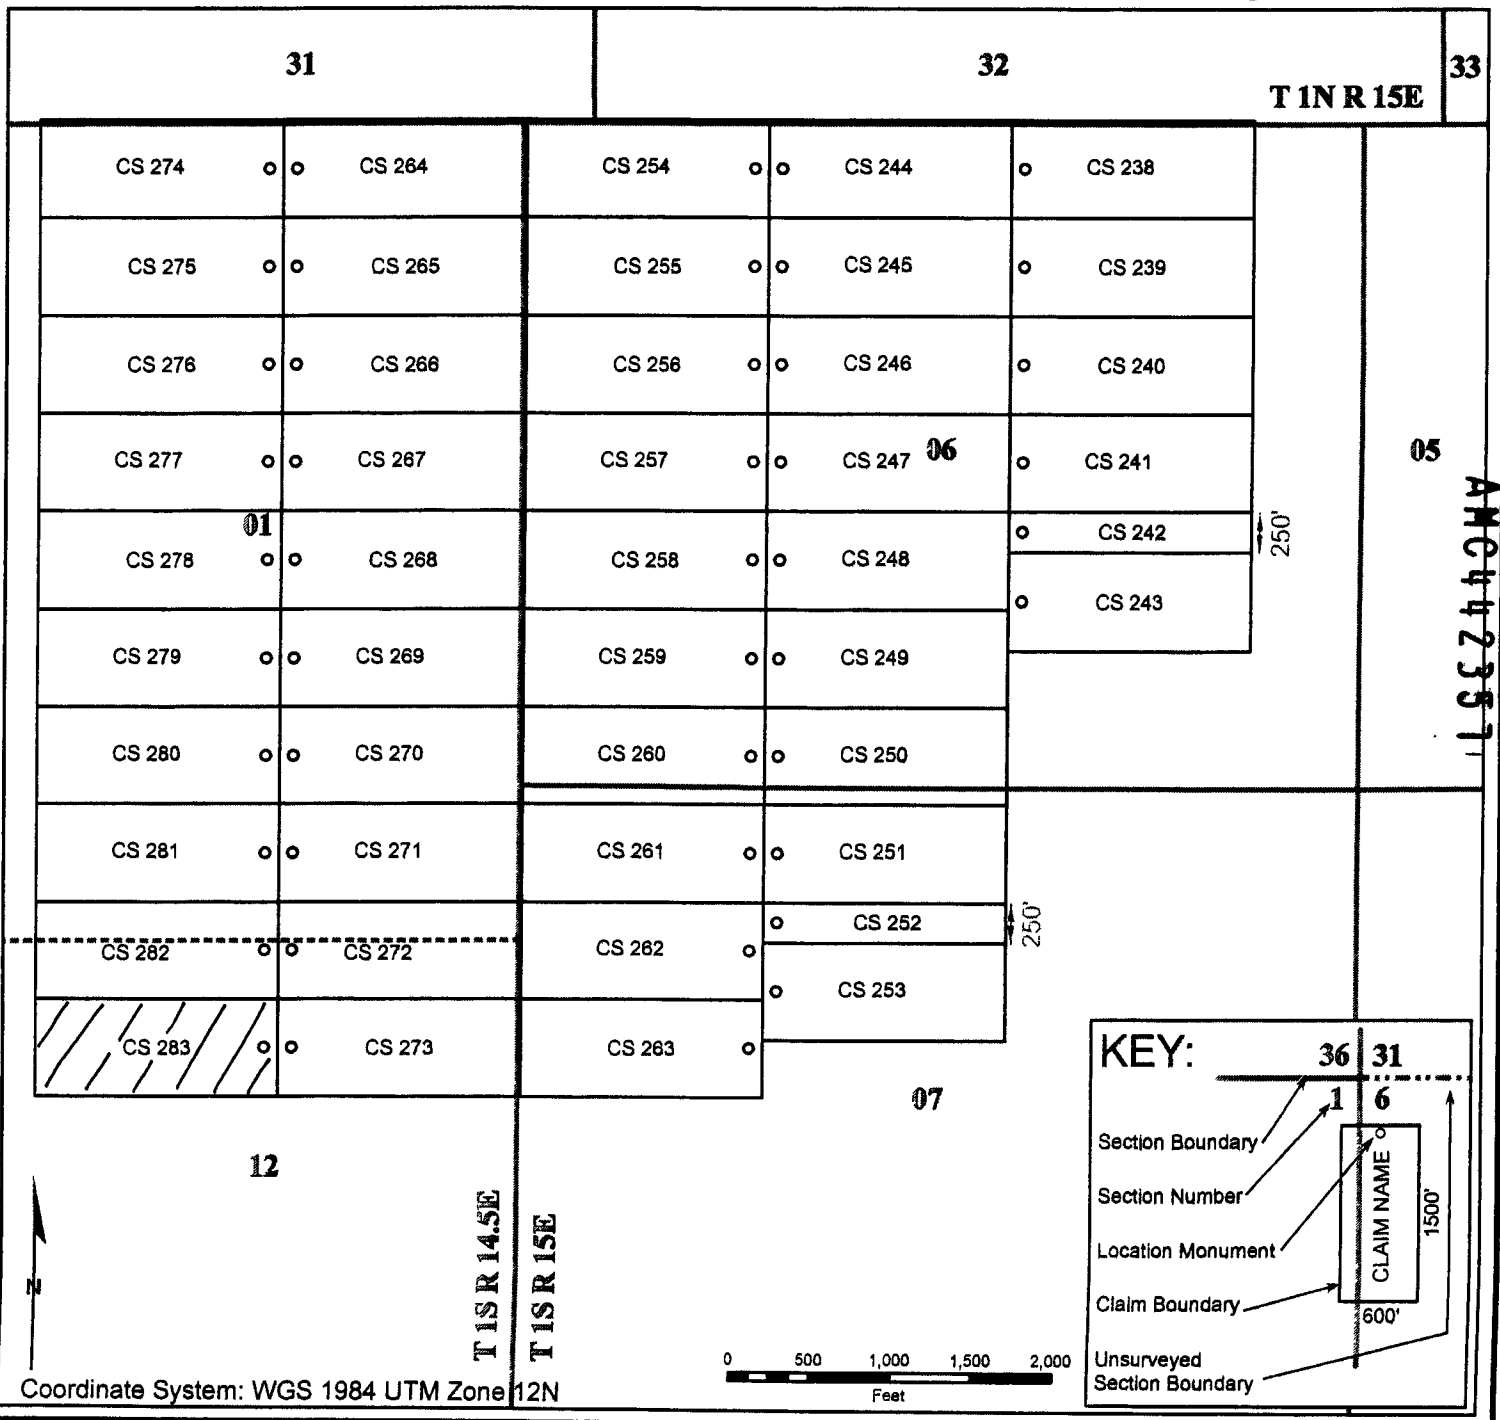 31 32 33
T 1N R 15E
CS 274 CS 264 CS 254 CS 244 CS 238
CS 275 CS 265 CS 255 CS 245 CS 239
CS 276 CS 266 CS 256 CS 246 CS 240
CS 277 CS 267 CS 257 CS 247 06 CS 241 05
01
CS 278 CS 268 CS 258 CS 248 CS 242 250'
CS 243
CS 279 CS 269 CS 259 CS 249
AMC442357
CS 280 CS 270 CS 260 CS 250
CS 281 CS 271 CS 261 CS 251
CS 282 CS 272 CS 262 CS 252 250'
CS 253
CS 283 CS 273 CS 263
07
12
T 1S R 14.5E
T 1S R 15E
N
Coordinate System: WGS 1984 UTM Zone 12N
0 500 1,000 1,500 2,000
Feet
KEY:
36 31
1 6
Section Boundary
Section Number
Location Monument
Claim Boundary
Unsurveyed
Section Boundary
CLAIM NAME
1500'
600'